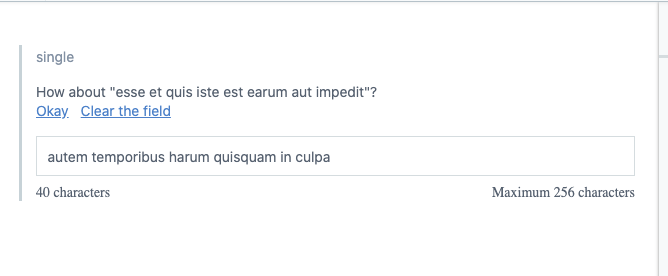 single
How about "esse et quis iste est earum aut impedit"?
Okay Clear the field
autem temporibus harum quisquam in culpa
40 characters Maximum 256 characters